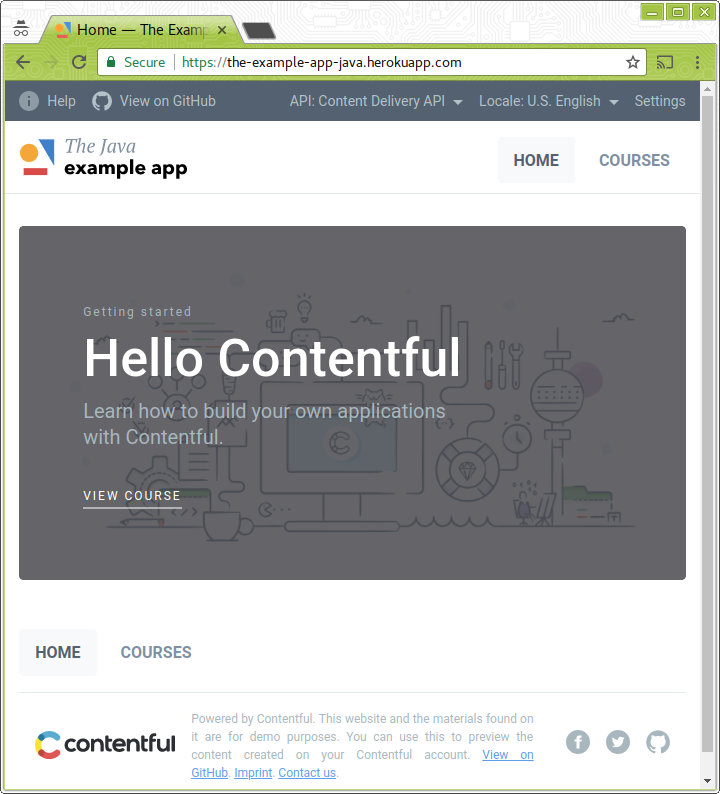 Home — The Exam
Secure https://the-example-app-java.herokuapp.com
Help View on GitHub API: Content Delivery API Locale: U.S. English Settings
The Java
example app
HOME COURSES
Getting started
Hello Contentful
Learn how to build your own applications
with Contentful.
VIEW COURSE
HOME COURSES
contentful
Powered by Contentful. This website and the materials found on
it are for demo purposes. You can use this to preview the
content created on your Contentful account. View on
GitHub. Imprint. Contact us.